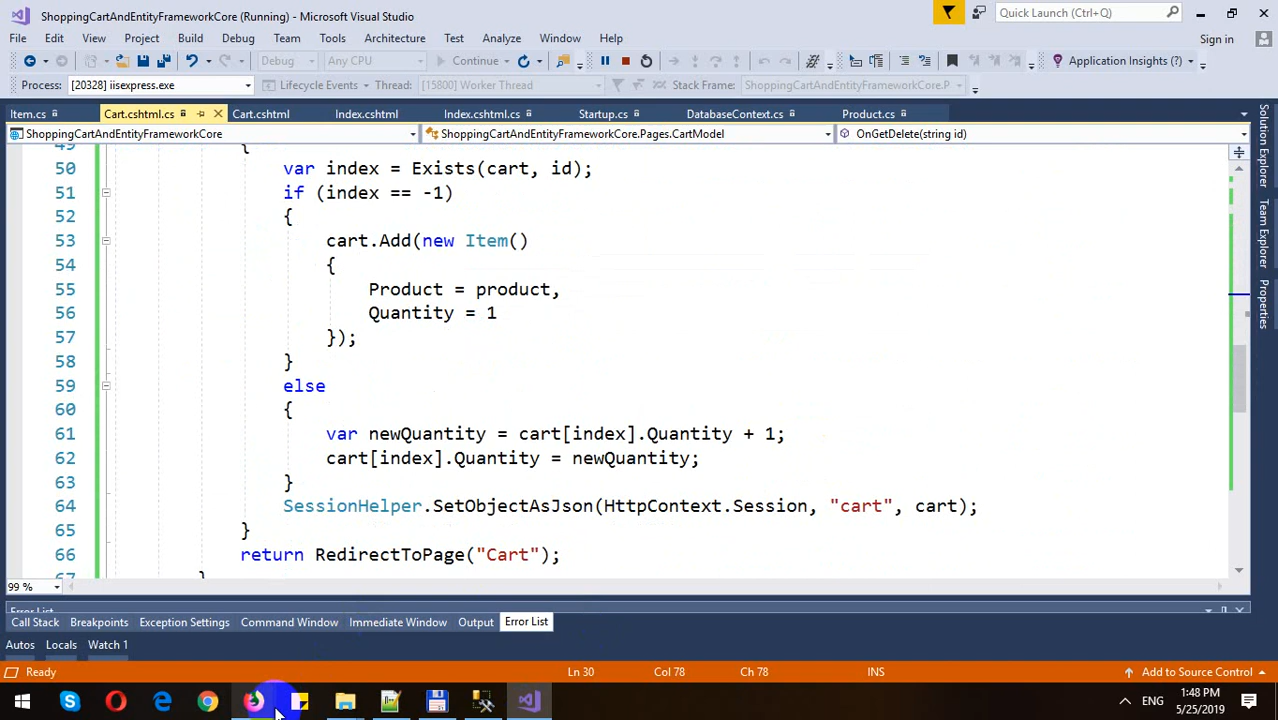 ShoppingCartAndEntityFrameworkCore (Running) - Microsoft Visual Studio
Quick Launch (Ctrl+Q)
File Edit View Project Build Debug Team Tools Architecture Test Analyze Window Help
Sign in
Debug Any CPU Continue Application Insights (?)
Process: [20328] iisexpress.exe Lifecycle Events Thread: [15800] Worker Thread Stack Frame: ShoppingCartAndEntityFrameworkCore.P
Item.cs Cart.cshtml.cs Cart.cshtml Index.cshtml Index.cshtml.cs Startup.cs DatabaseContext.cs Product.cs
ShoppingCartAndEntityFrameworkCore ShoppingCartAndEntityFrameworkCore.Pages.CartModel OnGetDelete(string id)
49 {
50 var index = Exists(cart, id);
51 if (index == -1)
52 {
53 cart.Add(new Item()
54 {
55 Product = product,
56 Quantity = 1
57 });
58 }
59 else
60 {
61 var newQuantity = cart[index].Quantity + 1;
62 cart[index].Quantity = newQuantity;
63 }
64 SessionHelper.SetObjectAsJson(HttpContext.Session, "cart", cart);
65 }
66 return RedirectToPage("Cart");
67 }
Solution Explorer
Team Explorer
Properties
99 %
Error List
Call Stack Breakpoints Exception Settings Command Window Immediate Window Output Error List
Autos Locals Watch 1
Ready Ln 30 Col 78 Ch 78 INS Add to Source Control
ENG 1:48 PM
5/25/2019